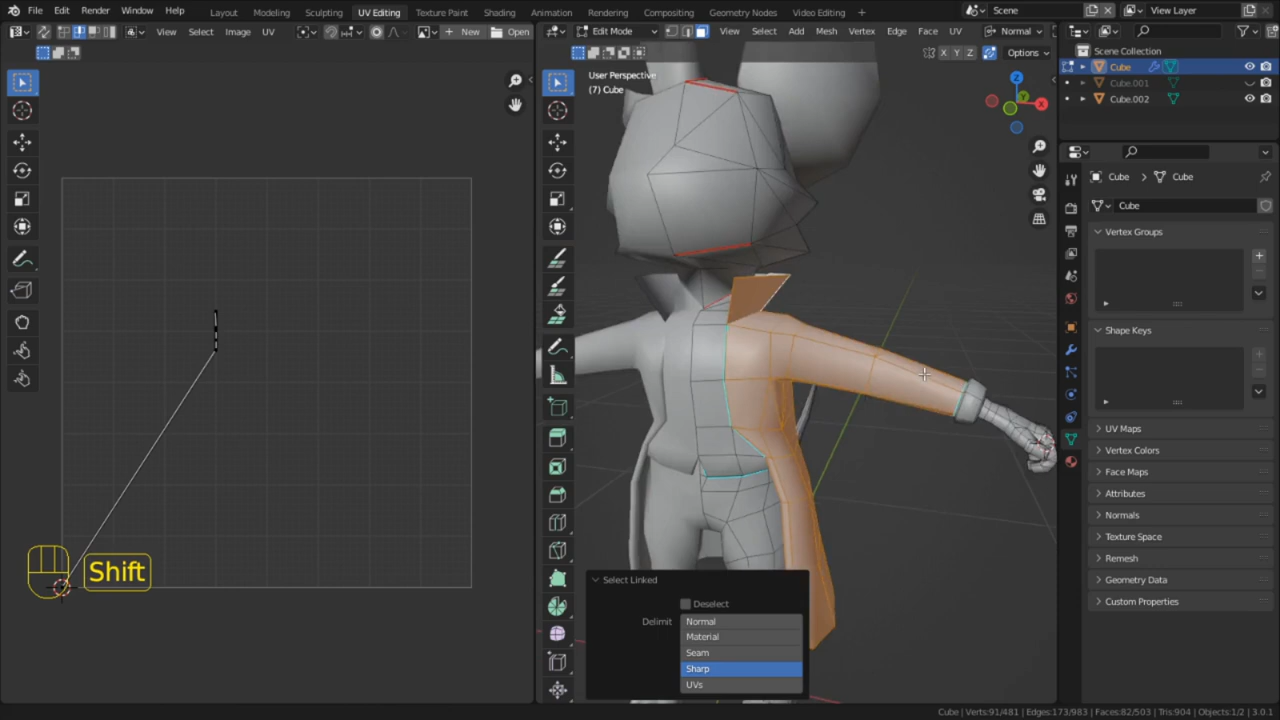 File Edit Render Window Help Layout Modeling Sculpting UV Editing Texture Paint Shading Animation Rendering Compositing Geometry Nodes Video Editing Scene View Layer
View Select Image UV New Open Edit Mode View Select Add Mesh Vertex Edge Face UV Normal
X Y Z Options
User Perspective
(7) Cube
Scene Collection
Cube
Cube.001
Cube.002
Cube Cube
Cube
Vertex Groups
Shape Keys
UV Maps
Vertex Colors
Face Maps
Attributes
Normals
Texture Space
Remesh
Geometry Data
Custom Properties
Z
Y
X
Shift
Select Linked
Deselect
Delimit
Normal
Material
Seam
Sharp
UVs
Cube | Verts:91/481 | Edges:173/983 | Faces:82/503 | Tris:904 | Objects:1/2 | 3.0.1